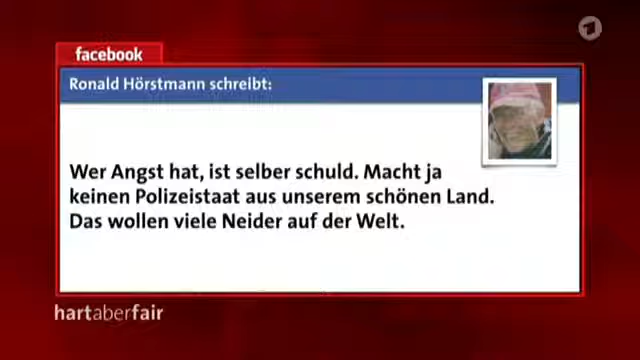 facebook
Ronald Hörstmann schreibt:
Wer Angst hat, ist selber schuld. Macht ja
keinen Polizeistaat aus unserem schönen Land.
Das wollen viele Neider auf der Welt.
hartaberfair